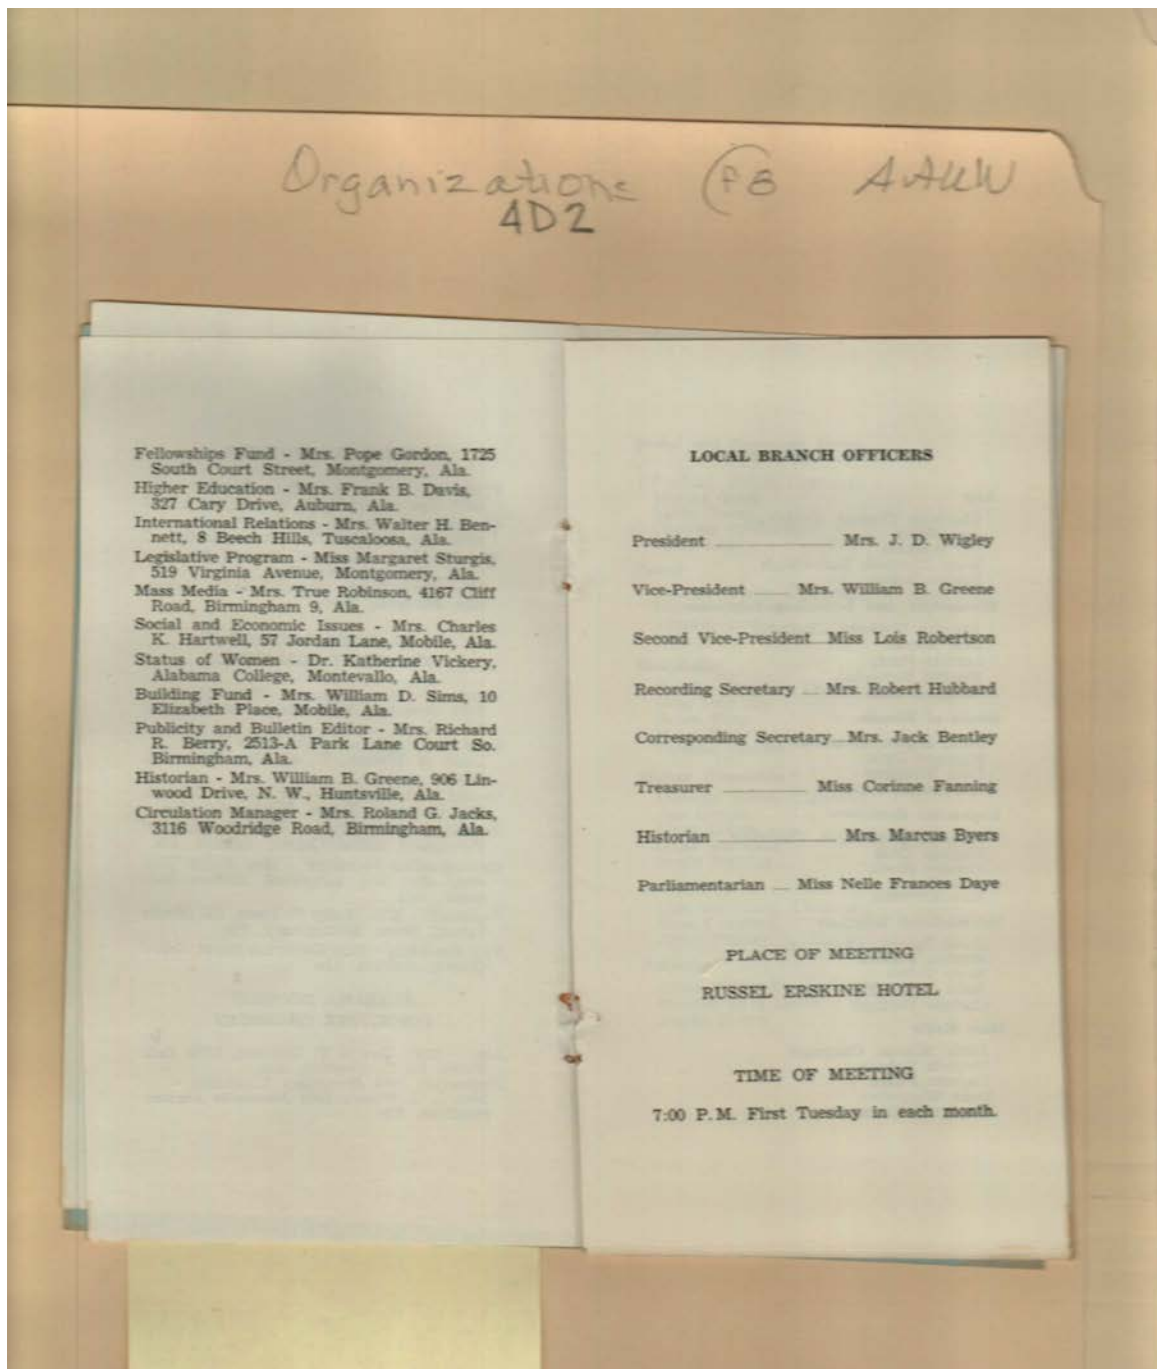 Organizations P8 AAUW
4D2
Fellowships Fund - Mrs. Pope Gordon, 1725
South Court Street, Montgomery, Ala.
Higher Education - Mrs. Frank B. Davis,
327 Cary Drive, Auburn, Ala.
International Relations - Mrs. Walter H. Ben-
nett, 8 Beech Hills, Tuscaloosa, Ala.
Legislative Program - Miss Margaret Sturgis,
519 Virginia Avenue, Montgomery, Ala.
Mass Media - Mrs. True Robinson, 4167 Cliff
Road, Birmingham 9, Ala.
Social and Economic Issues - Mrs. Charles
K. Hartwell, 57 Jordan Lane, Mobile, Ala.
Status of Women - Dr. Katherine Vickery,
Alabama College, Montevallo, Ala.
Building Fund - Mrs. William D. Sims, 10
Elizabeth Place, Mobile, Ala.
Publicity and Bulletin Editor - Mrs. Richard
R. Berry, 2513-A Park Lane Court So.
Birmingham, Ala.
Historian - Mrs. William B. Greene, 906 Lin-
wood Drive, N. W., Huntsville, Ala.
Circulation Manager - Mrs. Roland G. Jacks,
3116 Woodridge Road, Birmingham, Ala.
LOCAL BRANCH OFFICERS
President Mrs. J. D. Wigley
Vice-President Mrs. William B. Greene
Second Vice-President Miss Lois Robertson
Recording Secretary Mrs. Robert Hubbard
Corresponding Secretary Mrs. Jack Bentley
Treasurer Miss Corinne Fanning
Historian Mrs. Marcus Byers
Parliamentarian Miss Nelle Frances Daye
PLACE OF MEETING
RUSSEL ERSKINE HOTEL
TIME OF MEETING
7:00 P.M. First Tuesday in each month.